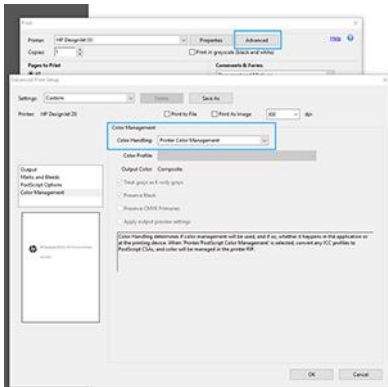 Print
Printer: HP DesignJet 20 Properties Advanced Help
Copies: 1 Print in grayscale (black and white)
Pages to Print Comments & Forms
Advanced Print Setup
Settings: Custom Delete Save As
Printer: HP DesignJet 20 Print to File Print As Image 300 dpi
Output
Marks and Bleeds
PostScript Options
Color Management
Color Management
Color Handling: Printer Color Management
Color Profile:
Output Color: Composite
Treat grays as K-only grays
Preserve Black
Preserve CMYK Primaries
Apply output preview settings
Color Handling determines if color management will be used, and if so, whether it happens in the application or
at the printing device. When 'Printer PostScript Color Management' is selected, convert any ICC profiles to
PostScript CSAs, and color will be managed in the printer RIP.
OK Cancel